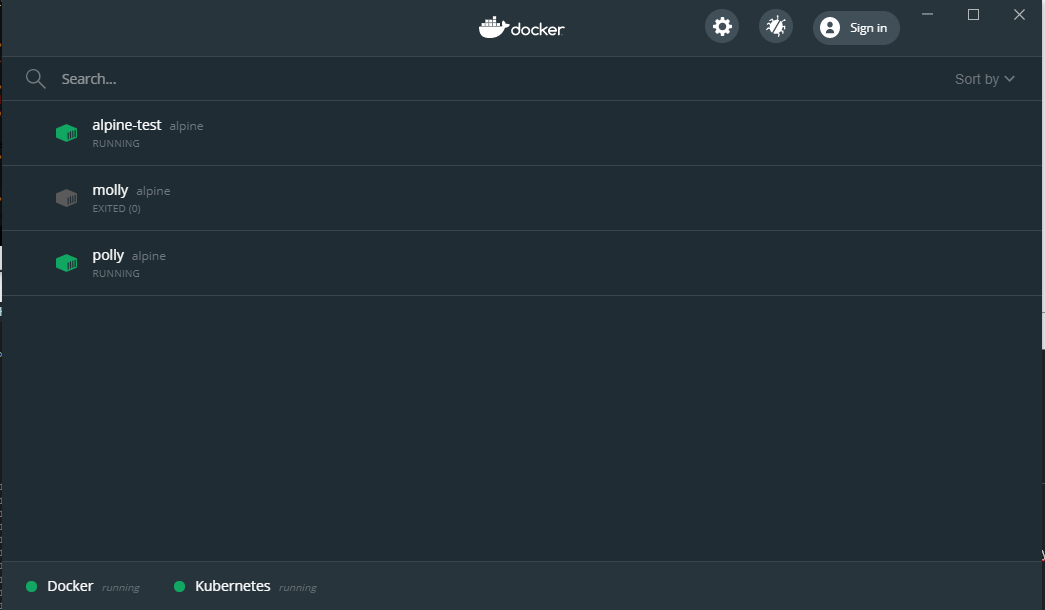 docker
Sign in
Search...
Sort by
alpine-test alpine
RUNNING
molly alpine
EXITED (0)
polly alpine
RUNNING
Docker running Kubernetes running